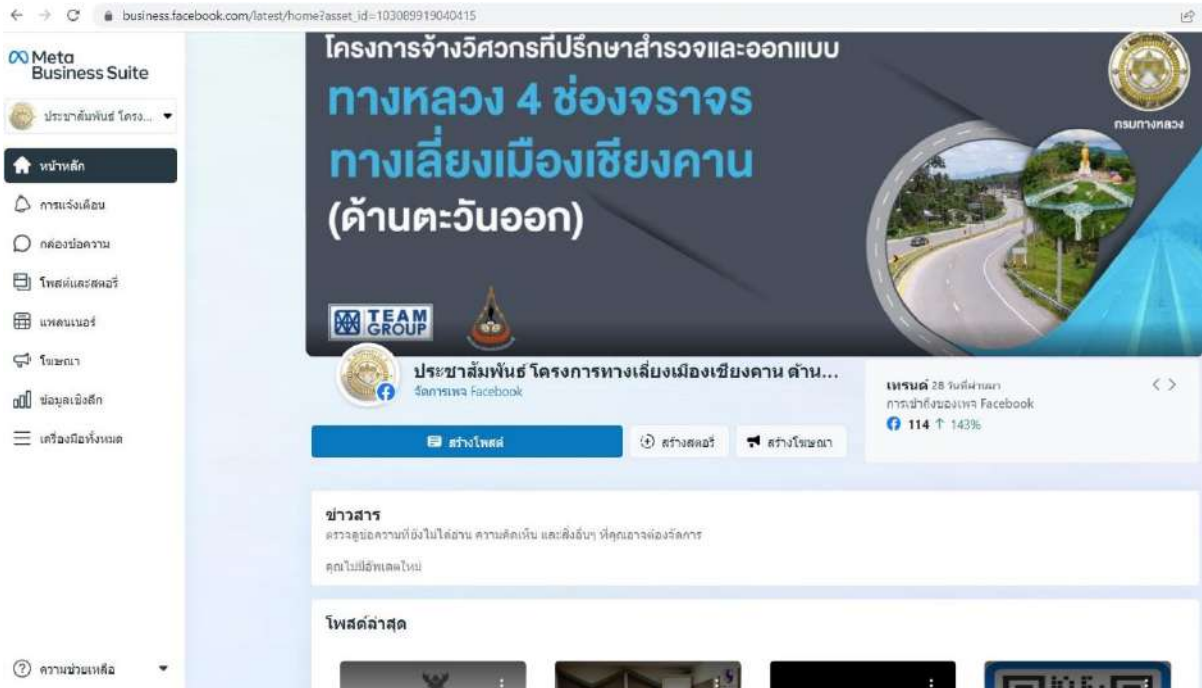 business.facebook.com/latest/home?asset_id=103089919040415
Meta
Business Suite
ประชาสัมพันธ์ โครง...
หน้าหลัก
การแจ้งเตือน
กล่องข้อความ
โพสต์และสตอรี่
แพลนเนอร์
โฆษณา
ข้อมูลเชิงลึก
เครื่องมือทั้งหมด
ความช่วยเหลือ
โครงการจ้างวิศวกรที่ปรึกษาสำรวจและออกแบบ
ทางหลวง 4 ช่องจราจร
ทางเลี่ยงเมืองเชียงคาน
(ด้านตะวันออก)
กรมทางหลวง
TEAM
GROUP
ประชาสัมพันธ์ โครงการทางเลี่ยงเมืองเชียงคาน ด้าน...
จัดการเพจ Facebook
สร้างโพสต์
สร้างสตอรี่
สร้างโฆษณา
เทรนด์ 28 วันที่ผ่านมา
การเข้าถึงของเพจ Facebook
114 ↑ 143%
ข่าวสาร
ตรวจดูข้อความที่ยังไม่ได้อ่าน ความคิดเห็น และสิ่งอื่นๆ ที่คุณอาจต้องจัดการ
คุณไม่มีอัพเดตใหม่
โพสต์ล่าสุด